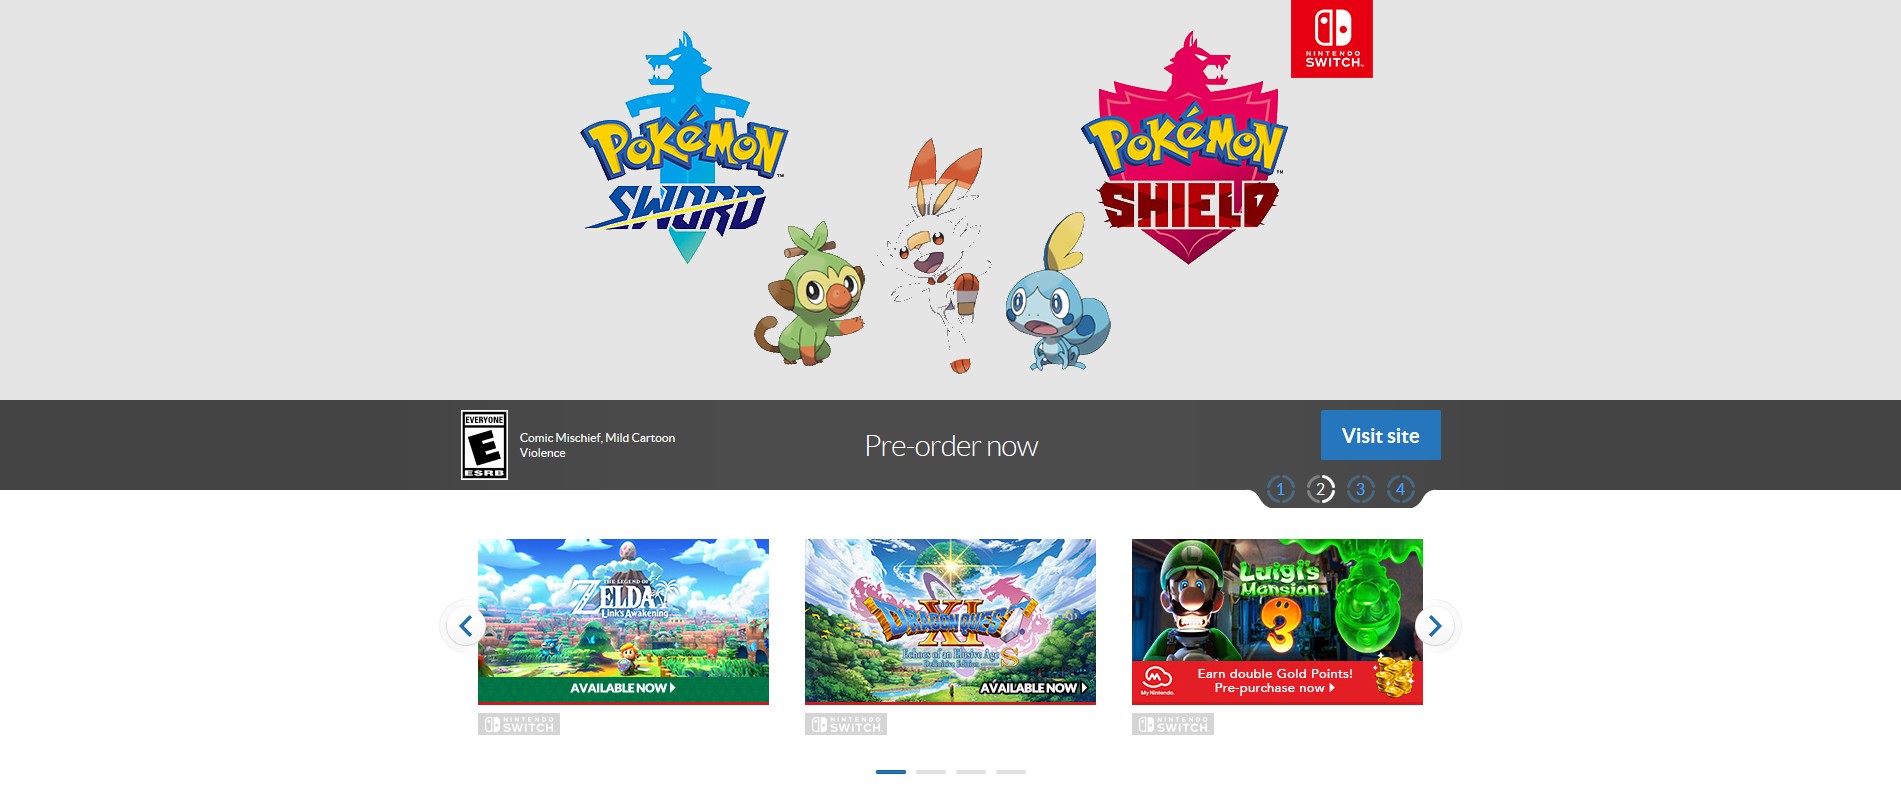 NINTENDO
SWITCH™
POKéMON™
SWORD
POKéMON™
SHIELD
EVERYONE
E
ESRB
Comic Mischief, Mild Cartoon
Violence
Pre-order now
Visit site
1 2 3 4
THE LEGEND OF
ZELDA
Link's Awakening
AVAILABLE NOW
DRAGON QUEST
XI
Echoes of an Elusive Age
S
Definitive Edition
AVAILABLE NOW
Luigi's
Mansion
3
My Nintendo
Earn double Gold Points!
Pre-purchase now
NINTENDO
SWITCH
NINTENDO
SWITCH
NINTENDO
SWITCH